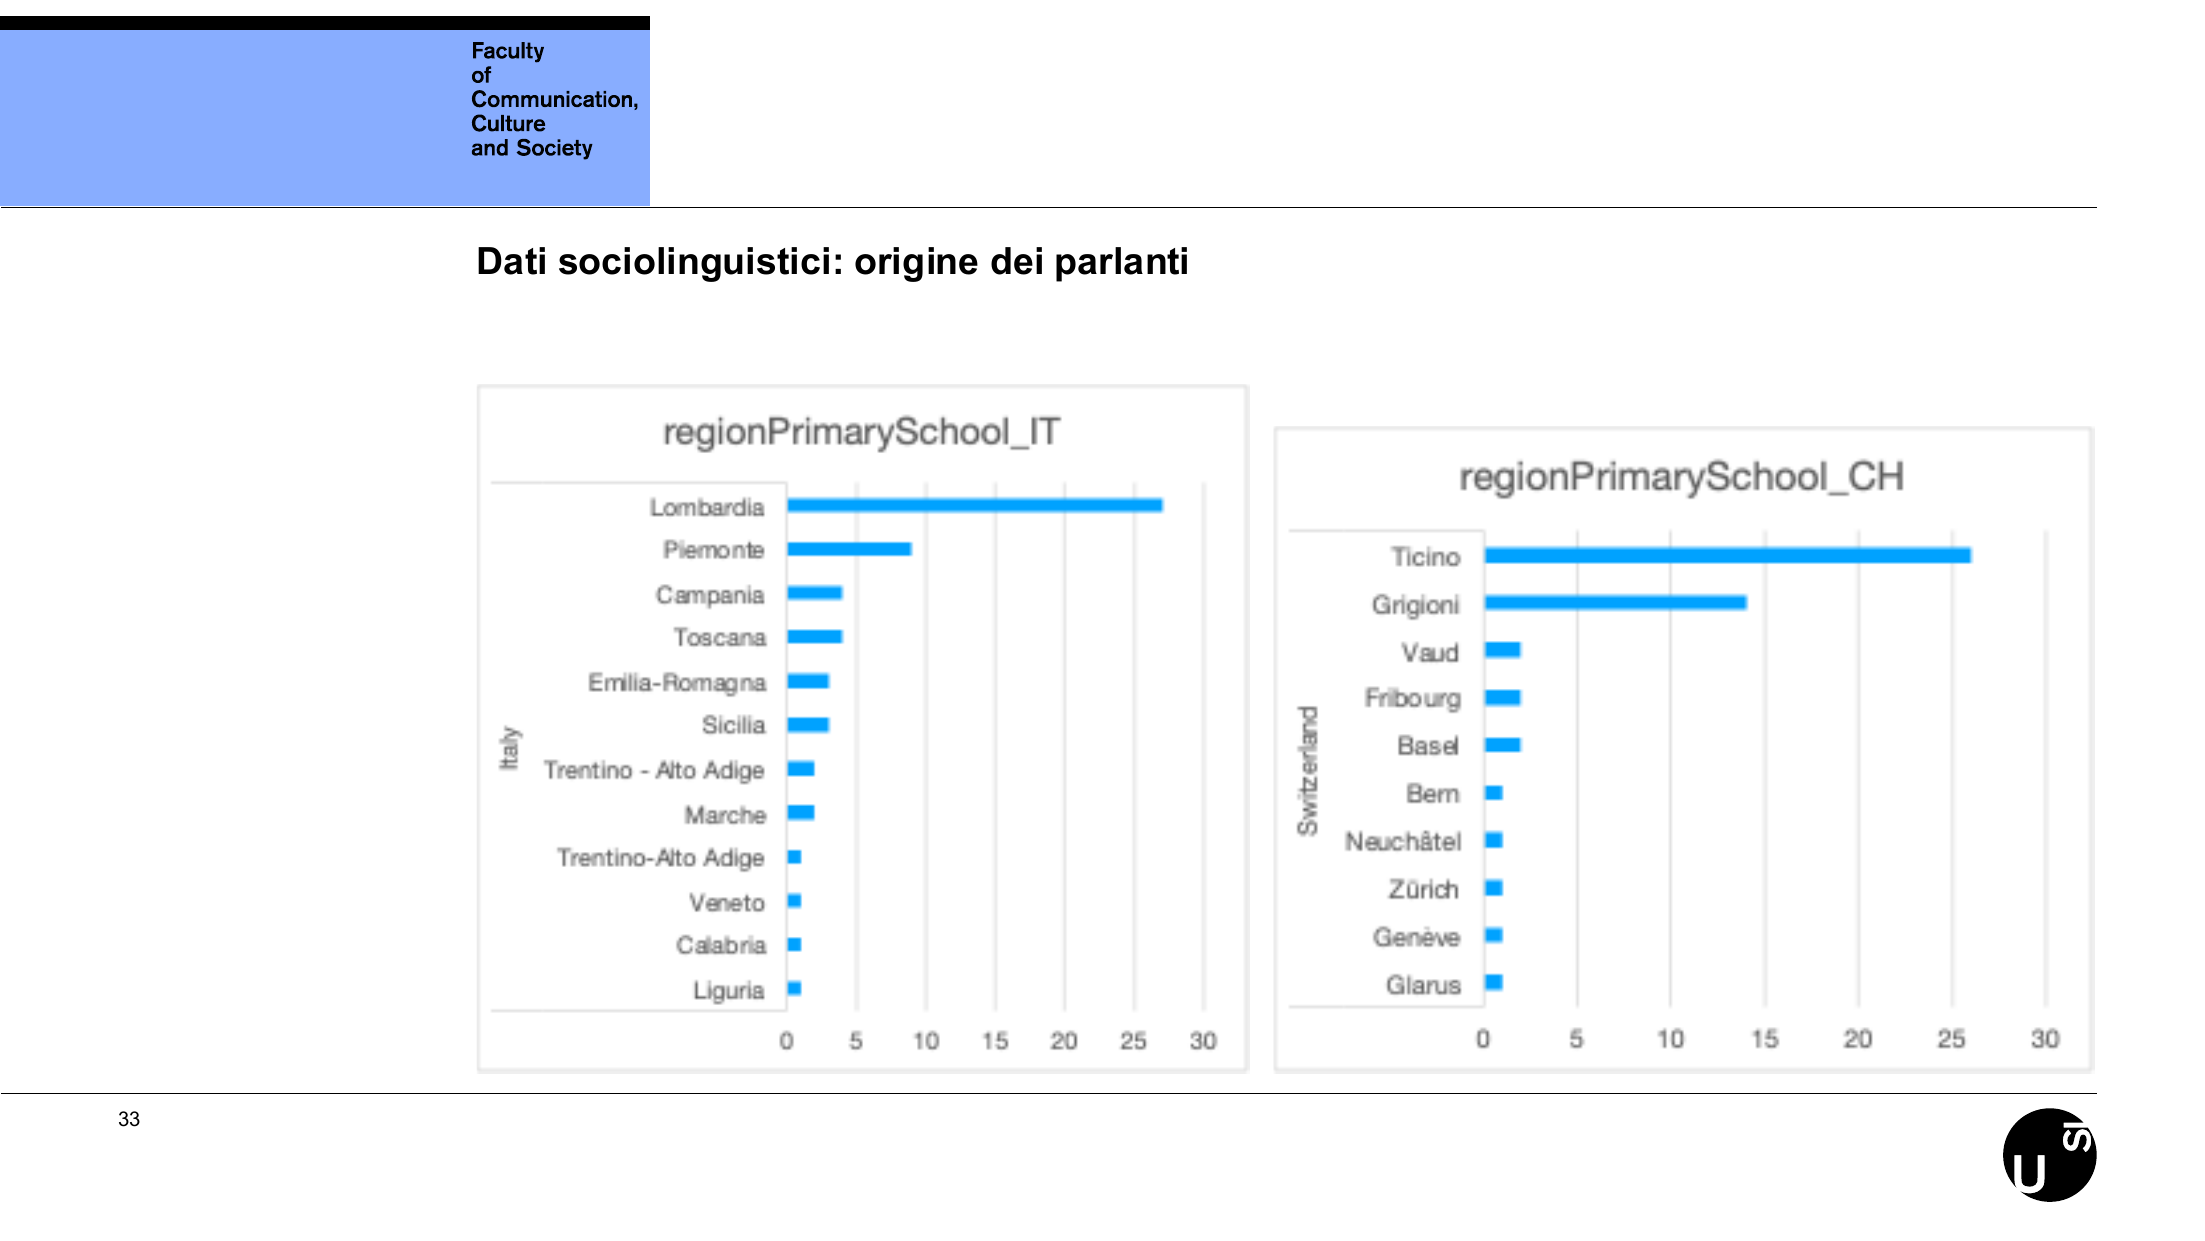 Faculty
of
Communication,
Culture
and Society
Dati sociolinguistici: origine dei parlanti
regionPrimarySchool_IT
Italy
Lombardia
Piemonte
Campania
Toscana
Emilia-Romagna
Sicilia
Trentino - Alto Adige
Marche
Trentino-Alto Adige
Veneto
Calabria
Liguria
0 5 10 15 20 25 30
regionPrimarySchool_CH
Switzerland
Ticino
Grigioni
Vaud
Fribourg
Basel
Bern
Neuchâtel
Zürich
Genève
Glarus
0 5 10 15 20 25 30
33
U
SI